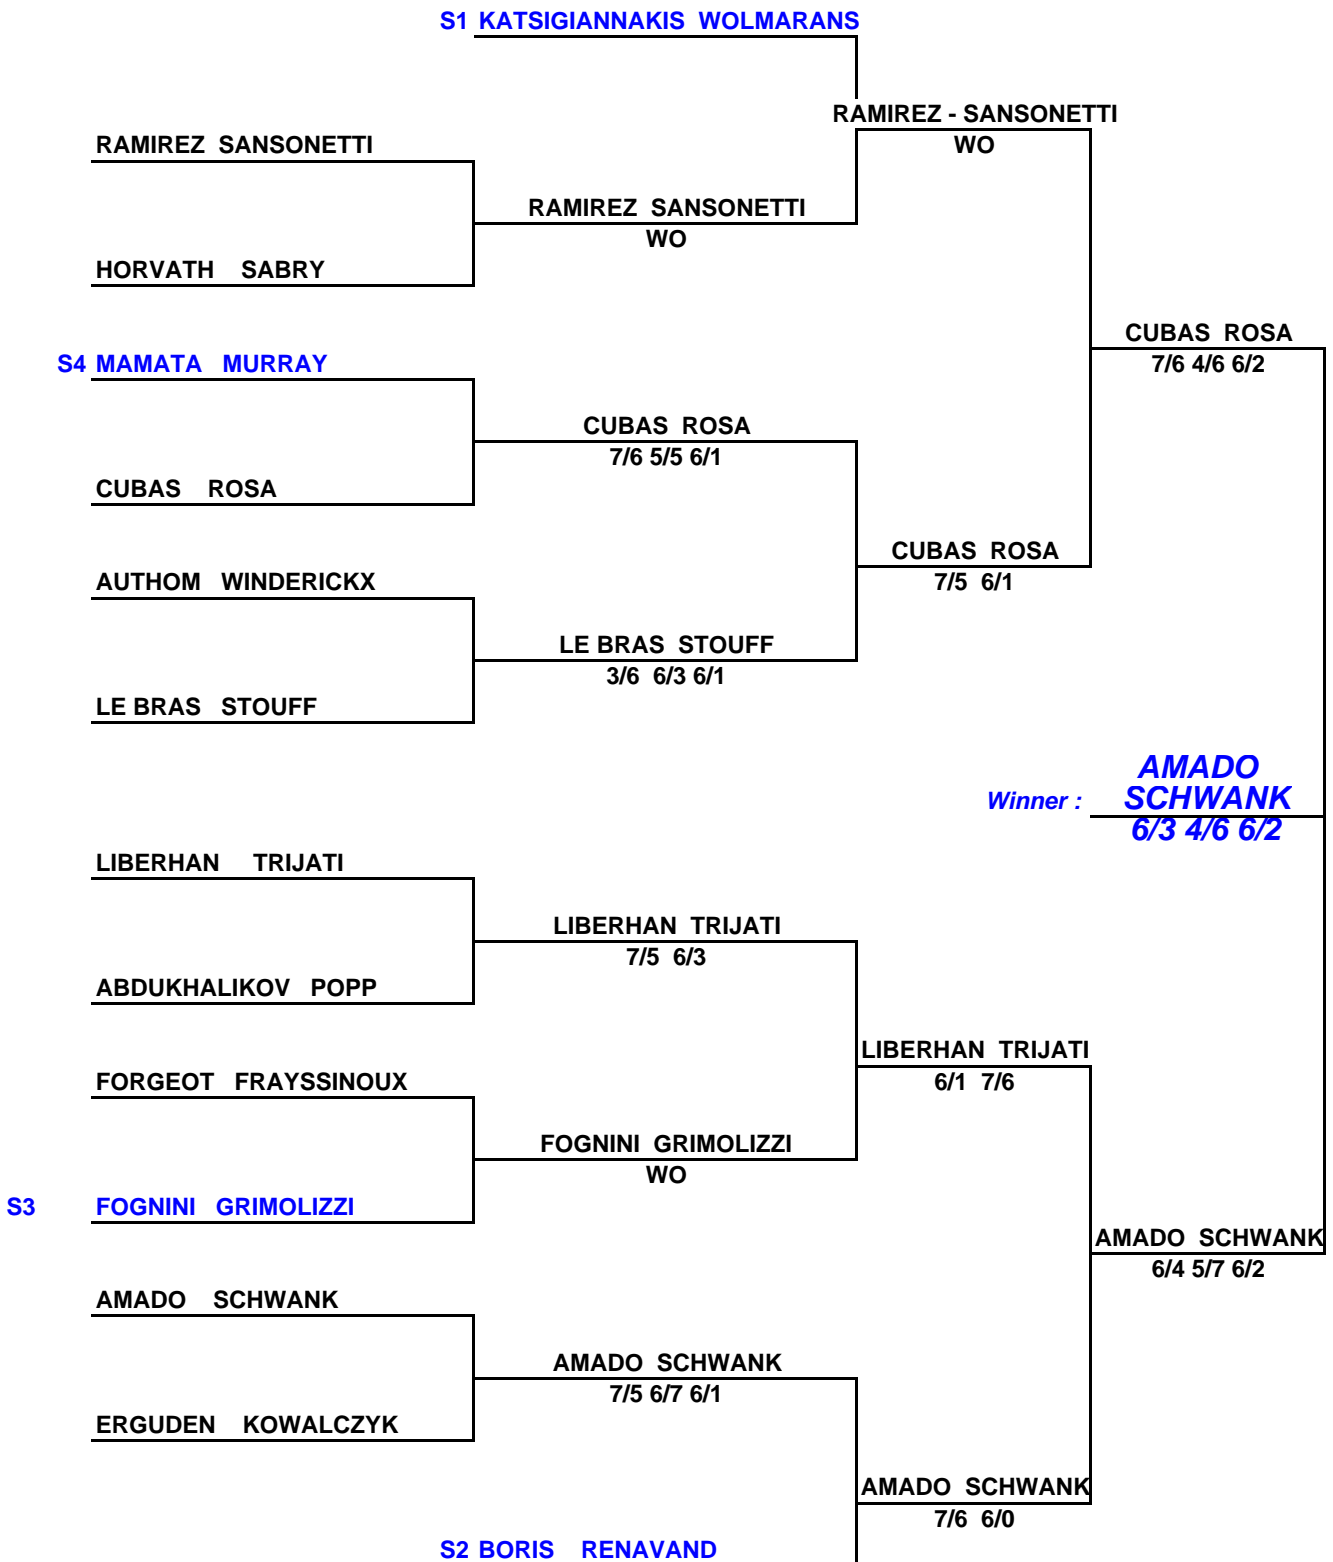 S1 KATSIGIANNAKIS WOLMARANS
RAMIREZ - SANSONETTI
WO
RAMIREZ SANSONETTI
RAMIREZ SANSONETTI
WO
HORVATH SABRY
CUBAS ROSA
7/6 4/6 6/2
S4 MAMATA MURRAY
CUBAS ROSA
7/6 5/5 6/1
CUBAS ROSA
CUBAS ROSA
7/5 6/1
AUTHOM WINDERICKX
LE BRAS STOUFF
3/6 6/3 6/1
LE BRAS STOUFF
AMADO
Winner : SCHWANK
6/3 4/6 6/2
LIBERHAN TRIJATI
LIBERHAN TRIJATI
7/5 6/3
ABDUKHALIKOV POPP
LIBERHAN TRIJATI
6/1 7/6
FORGEOT FRAYSSINOUX
FOGNINI GRIMOLIZZI
WO
S3 FOGNINI GRIMOLIZZI
AMADO SCHWANK
6/4 5/7 6/2
AMADO SCHWANK
AMADO SCHWANK
7/5 6/7 6/1
ERGUDEN KOWALCZYK
AMADO SCHWANK
7/6 6/0
S2 BORIS RENAVAND